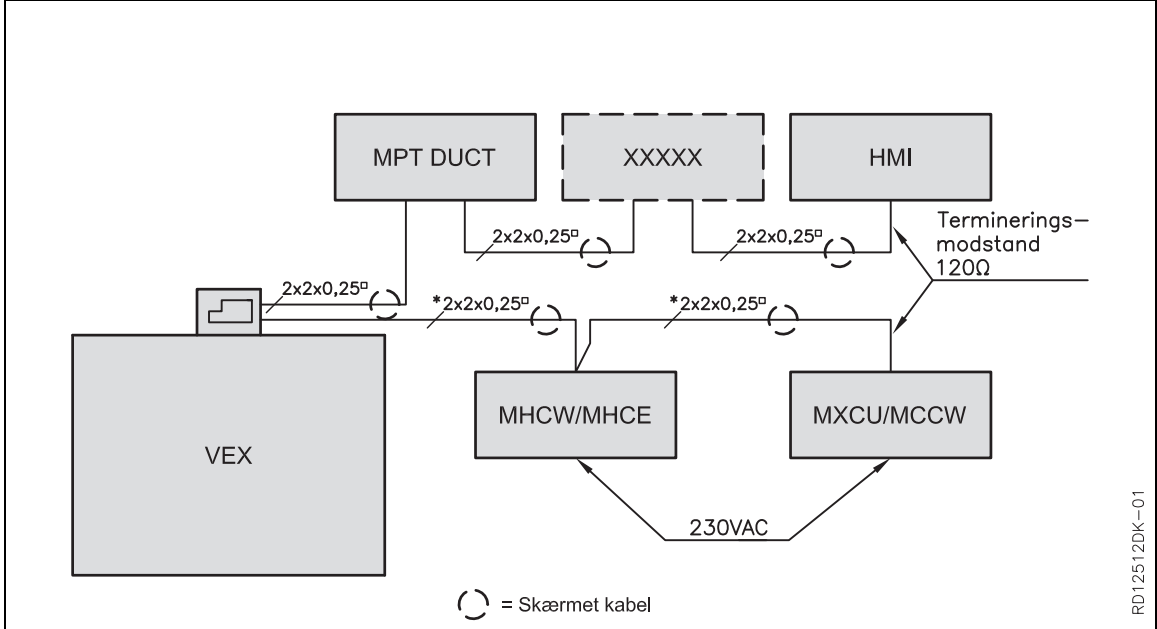 MPT DUCT
XXXXX
HMI
2x2x0,25¤
2x2x0,25¤
Terminerings-
modstand
120Ω
2x2x0,25¤
*2x2x0,25¤
*2x2x0,25¤
MHCW/MHCE
MXCU/MCCW
VEX
230VAC
= Skærmet kabel
RD12512DK-01